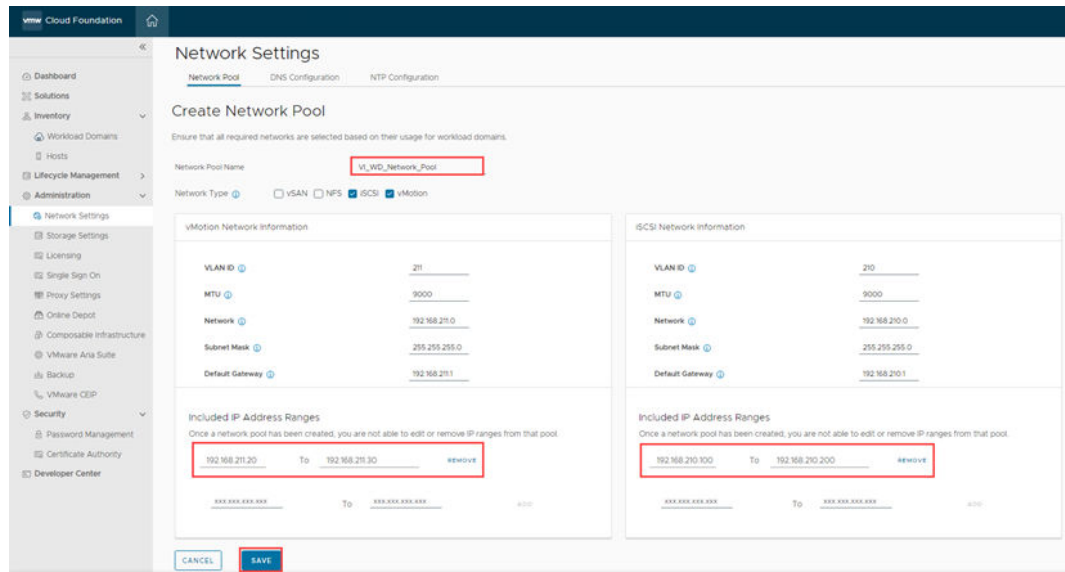 vmw Cloud Foundation
Network Settings
Network Pool DNS Configuration NTP Configuration
Dashboard
Solutions
Inventory
Workload Domains
Hosts
Lifecycle Management
Administration
Network Settings
Storage Settings
Licensing
Single Sign On
Proxy Settings
Online Depot
Composable Infrastructure
VMware Aria Suite
Backup
VMware CEIP
Security
Password Management
Certificate Authority
Developer Center
Create Network Pool
Ensure that all required networks are selected based on their usage for workload domains.
Network Pool Name VI_WD_Network_Pool
Network Type vSAN NFS iSCSI vMotion
vMotion Network Information
VLAN ID 211
MTU 9000
Network 192.168.211.0
Subnet Mask 255.255.255.0
Default Gateway 192.168.211.1
Included IP Address Ranges
Once a network pool has been created, you are not able to edit or remove IP ranges from that pool.
192.168.211.20 To 192.168.211.30 REMOVE
XXX.XXX.XXX.XXX To XXX.XXX.XXX.XXX ADD
iSCSI Network Information
VLAN ID 210
MTU 9000
Network 192.168.210.0
Subnet Mask 255.255.255.0
Default Gateway 192.168.210.1
Included IP Address Ranges
Once a network pool has been created, you are not able to edit or remove IP ranges from that pool.
192.168.210.100 To 192.168.210.200 REMOVE
XXX.XXX.XXX.XXX To XXX.XXX.XXX.XXX ADD
CANCEL SAVE